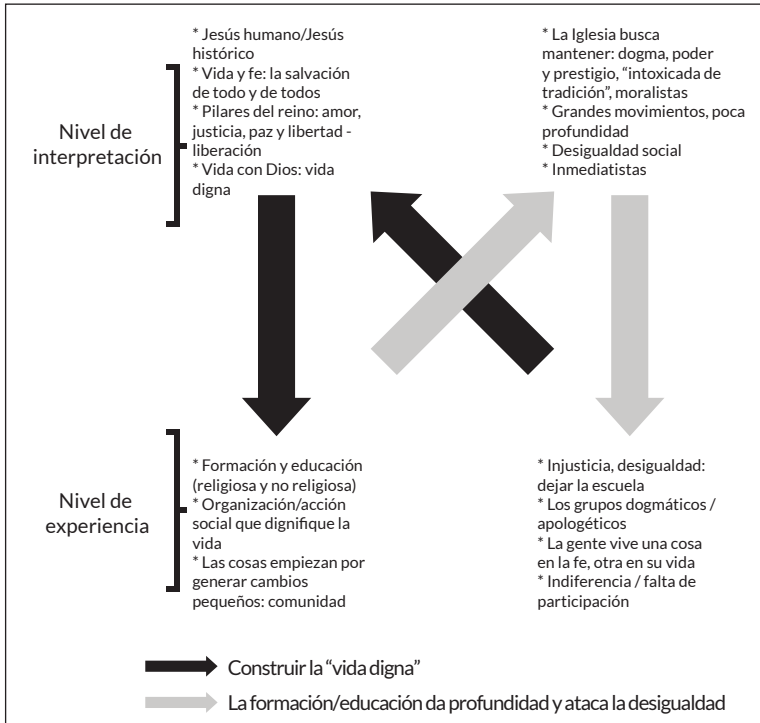 * Jesús humano/Jesús
histórico
* Vida y fe: la salvación
de todo y de todos
* Pilares del reino: amor,
justicia, paz y libertad -
liberación
* Vida con Dios: vida
digna
* La Iglesia busca
mantener: dogma, poder
y prestigio, “intoxicada de
tradición”, moralistas
* Grandes movimientos, poca
profundidad
* Desigualdad social
* Inmediatistas
Nivel de
interpretación
Nivel de
experiencia
* Formación y educación
(religiosa y no religiosa)
* Organización/acción
social que dignifique la
vida
* Las cosas empiezan por
generar cambios
pequeños: comunidad
* Injusticia, desigualdad:
dejar la escuela
* Los grupos dogmáticos /
apologéticos
* La gente vive una cosa
en la fe, otra en su vida
* Indiferencia / falta de
participación
Construir la “vida digna”
La formación/educación da profundidad y ataca la desigualdad